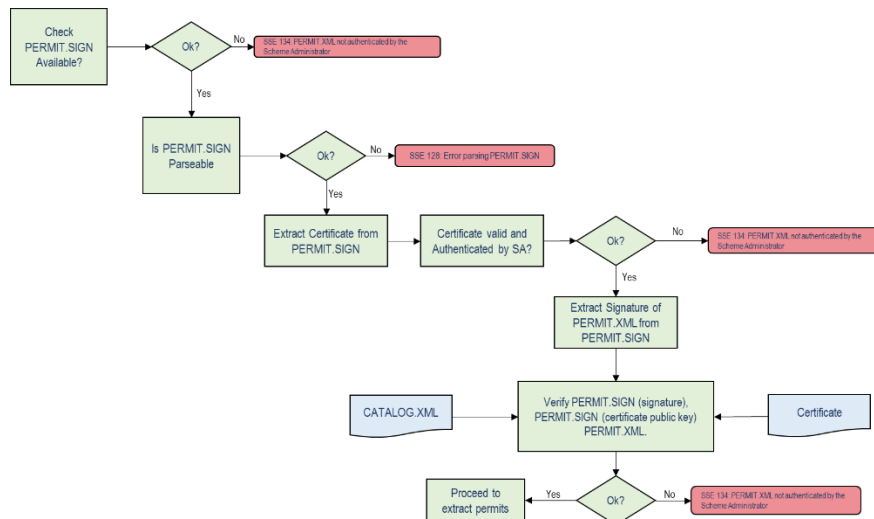 Check
PERMIT.SIGN
Available?
Ok?
No
SSE 134: PERMIT.XML not authenticated by the
Scheme Administrator
Yes
Is PERMIT.SIGN
Parseable
Ok?
No
SSE 128: Error parsing PERMIT.SIGN
Yes
Extract Certificate from
PERMIT.SIGN
Certificate valid and
Authenticated by SA?
Ok?
No
SSE 134: PERMIT XML not authenticated by the
Scheme Administrator
Yes
Extract Signature of
PERMIT.XML from
PERMIT.SIGN
CATALOG.XML
Verify PERMIT.SIGN (signature),
PERMIT.SIGN (certificate public key)
PERMIT.XML.
Certificate
Proceed to
extract permits
Yes
Ok?
No
SSE 134: PERMIT.XML not authenticated by the
Scheme Administrator